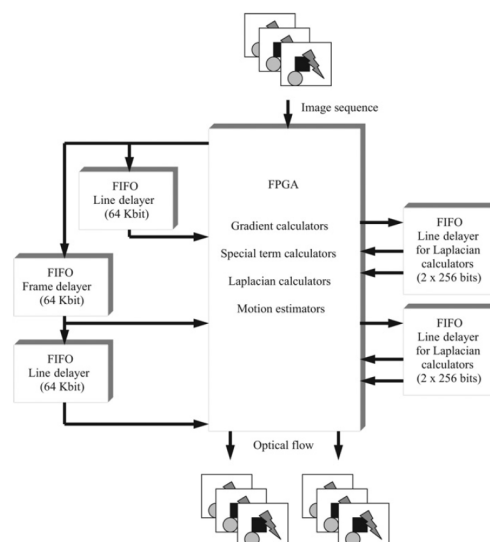 Image sequence
FIFO
Line delayer
(64 Kbit)
FPGA
Gradient calculators
Special term calculators
Laplacian calculators
Motion estimators
FIFO
Line delayer
for Laplacian
calculators
(2 x 256 bits)
FIFO
Frame delayer
(64 Kbit)
FIFO
Line delayer
for Laplacian
calculators
(2 x 256 bits)
FIFO
Line delayer
(64 Kbit)
Optical flow